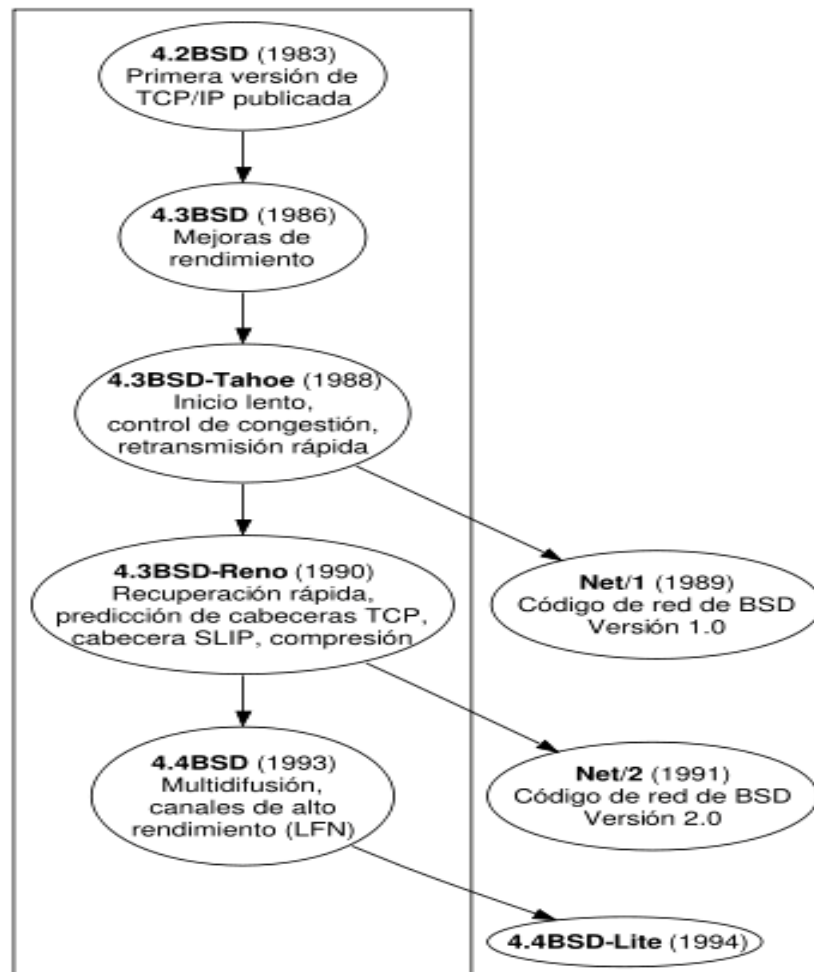 4.2BSD (1983)
Primera versión de
TCP/IP publicada
4.3BSD (1986)
Mejoras de
rendimiento
4.3BSD-Tahoe (1988)
Inicio lento,
control de congestión,
retransmisión rápida
4.3BSD-Reno (1990)
Recuperación rápida,
predicción de cabeceras TCP,
cabecera SLIP, compresión
Net/1 (1989)
Código de red de BSD
Versión 1.0
4.4BSD (1993)
Multidifusión,
canales de alto
rendimiento (LFN)
Net/2 (1991)
Código de red de BSD
Versión 2.0
4.4BSD-Lite (1994)